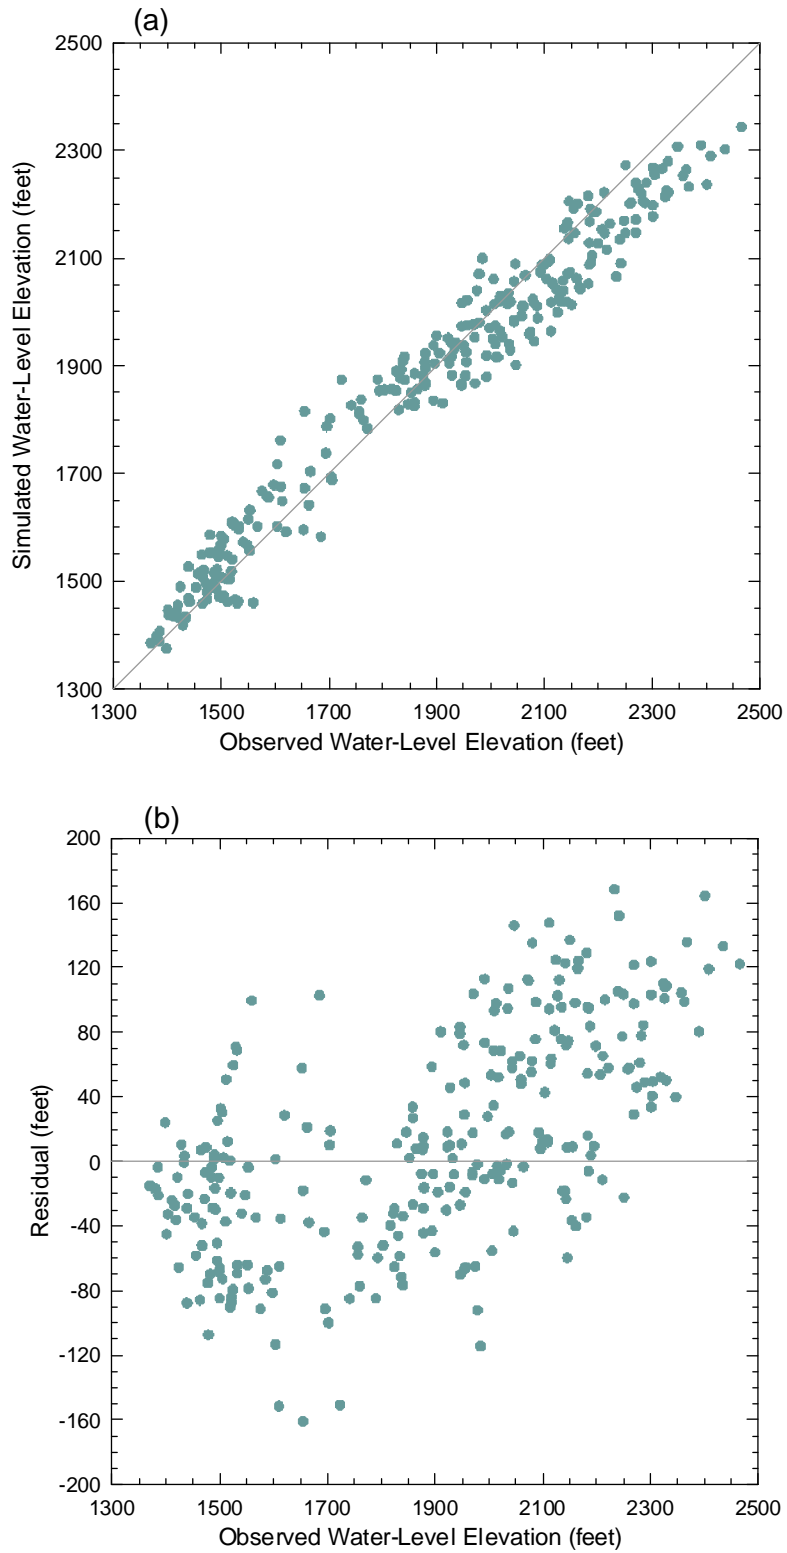 (a)
2500
2300
2100
1900
1700
1500
1300
Simulated Water-Level Elevation (feet)
1300 1500 1700 1900 2100 2300 2500
Observed Water-Level Elevation (feet)
(b)
200
160
120
80
40
0
-40
-80
-120
-160
-200
Residual (feet)
1300 1500 1700 1900 2100 2300 2500
Observed Water-Level Elevation (feet)